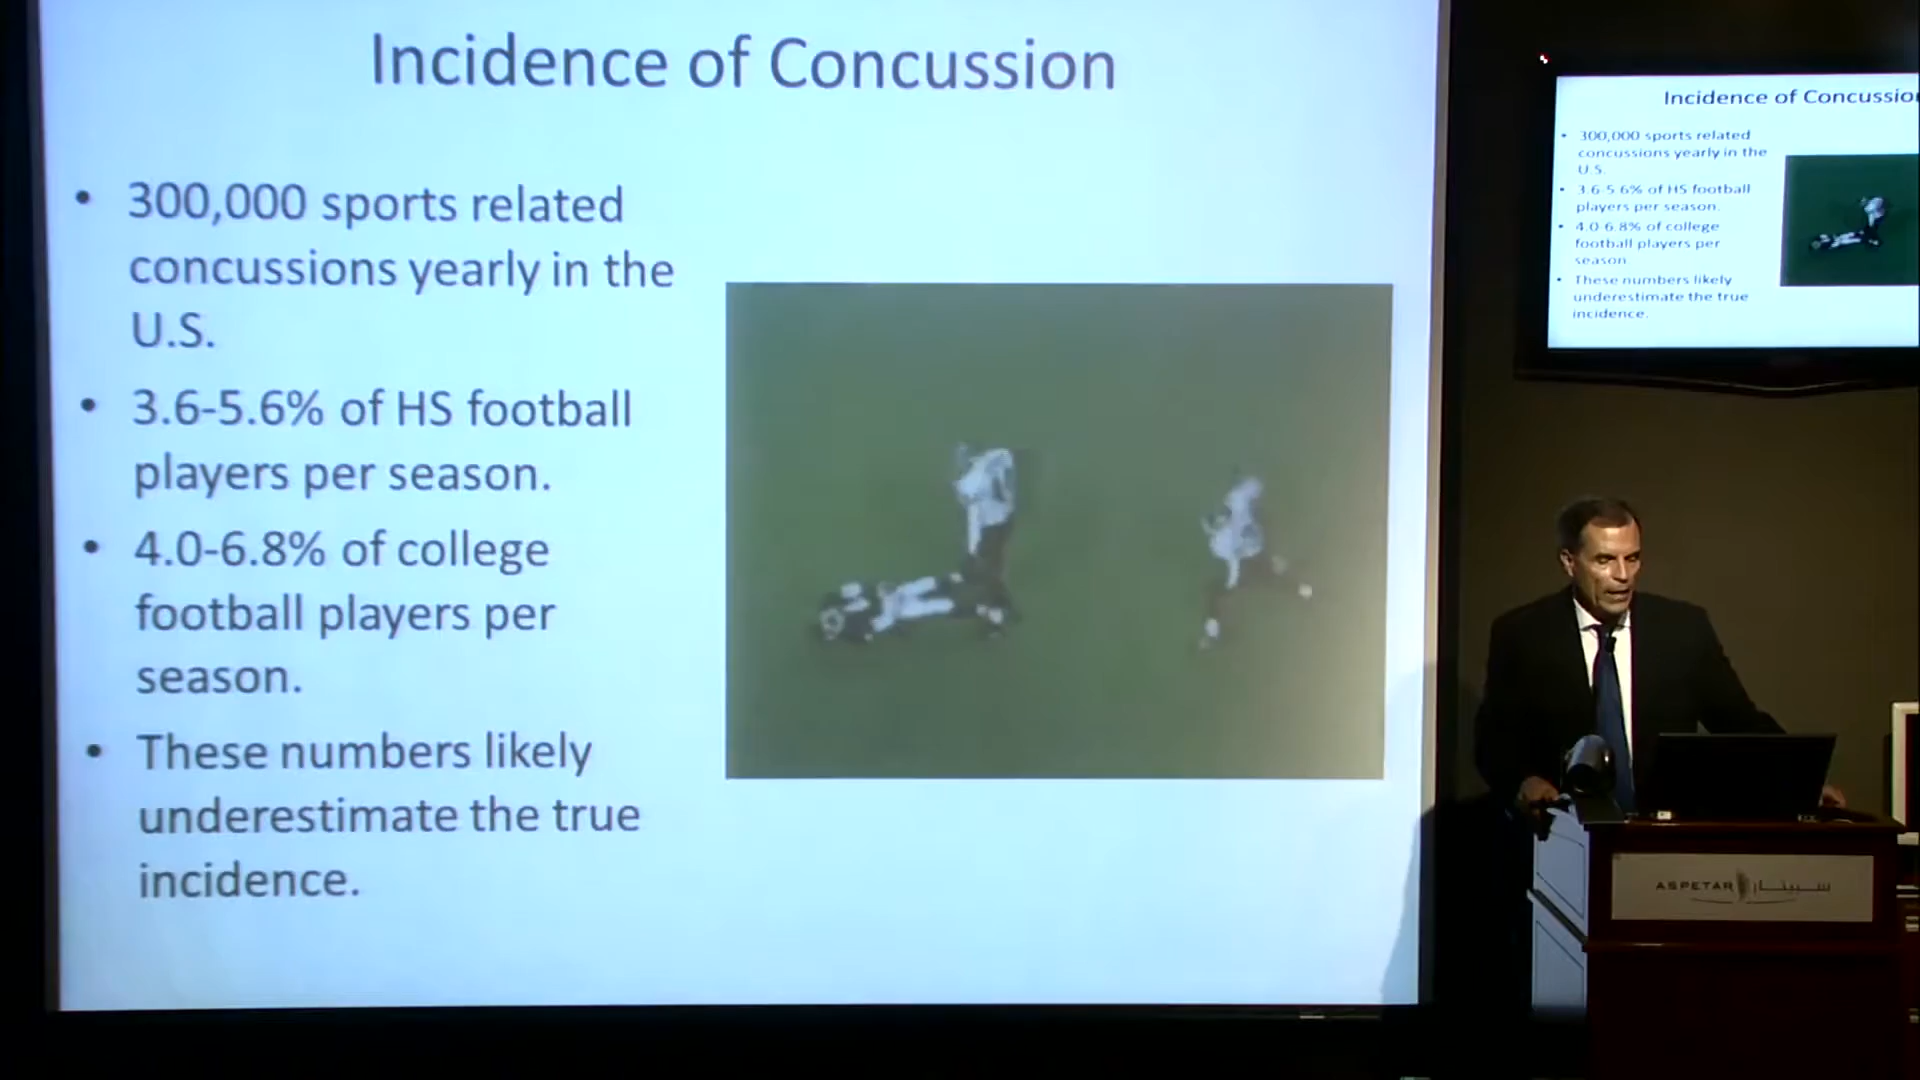 Incidence of Concussion
• 300,000 sports related
concussions yearly in the
U.S.
• 3.6-5.6% of HS football
players per season.
• 4.0-6.8% of college
football players per
season.
• These numbers likely
underestimate the true
incidence.
Incidence of Concussio
• 300,000 sports related
concussions yearly in the
U.S.
• 3.6-5.6% of HS football
players per season.
• 4.0-6.8% of college
football players per
season.
• These numbers likely
underestimate the true
incidence.
ASPETAR سبيتار